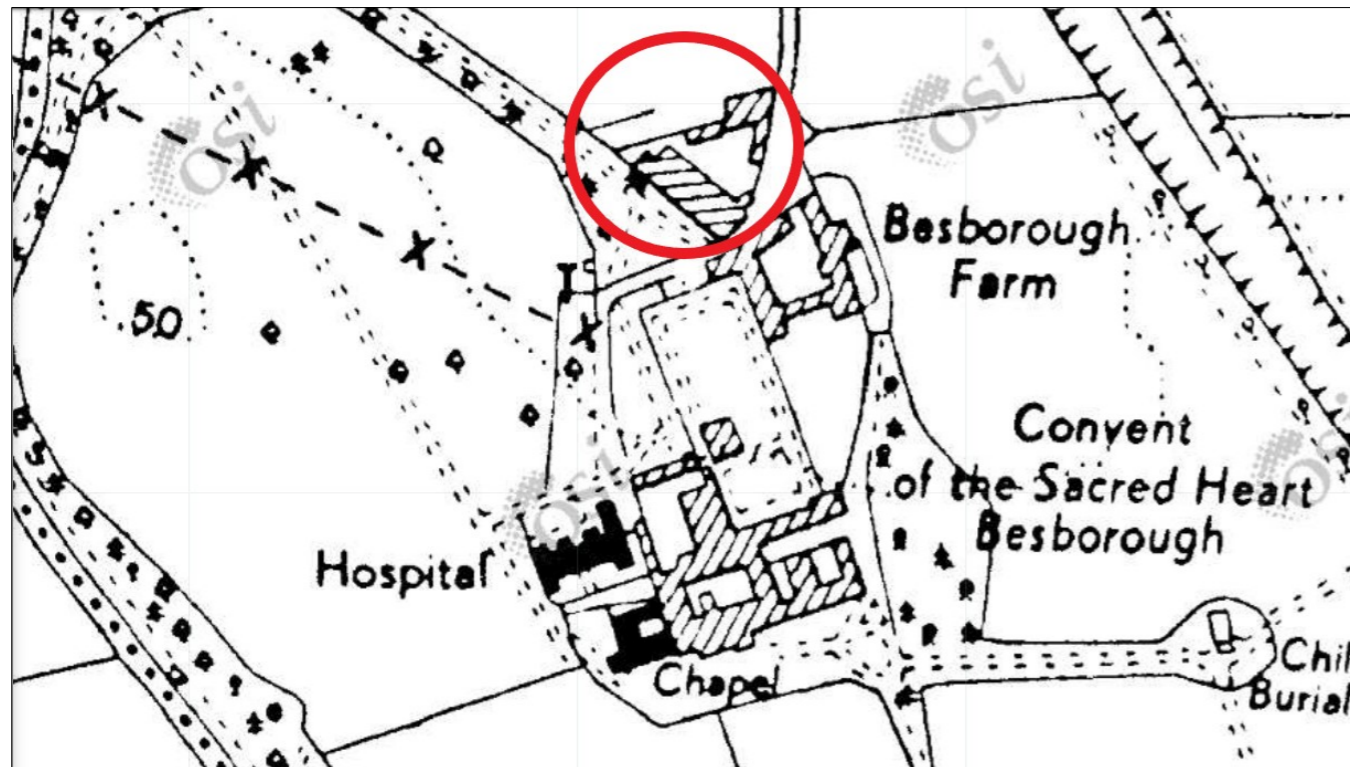 osi
osi
Besborough
Farm
50
Convent
of the Sacred Heart
Besborough
osi
osi
Hospital
Chapel
Chil
Burial